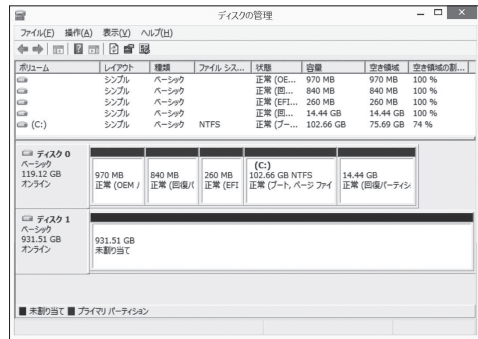 ディスクの管理
ファイル(F) 操作(A) 表示(V) ヘルプ(H)
ボリューム レイアウト 種類 ファイル シス... 状態 容量 空き領域 空き領域の割...
シンプル ベーシック 正常 (OE... 970 MB 970 MB 100 %
シンプル ベーシック 正常 (回... 840 MB 840 MB 100 %
シンプル ベーシック 正常 (EFI... 260 MB 260 MB 100 %
シンプル ベーシック 正常 (回... 14.44 GB 14.44 GB 100 %
(C:) シンプル ベーシック NTFS 正常 (ブー... 102.66 GB 75.69 GB 74 %
ディスク 0
ベーシック
119.12 GB
オンライン
970 MB
正常 (OEM /
840 MB
正常 (回復パ
260 MB
正常 (EFI
(C:)
102.66 GB NTFS
正常 (ブート, ページ ファイ
14.44 GB
正常 (回復パーティシ
ディスク 1
ベーシック
931.51 GB
オンライン
931.51 GB
未割り当て
未割り当て プライマリ パーティション